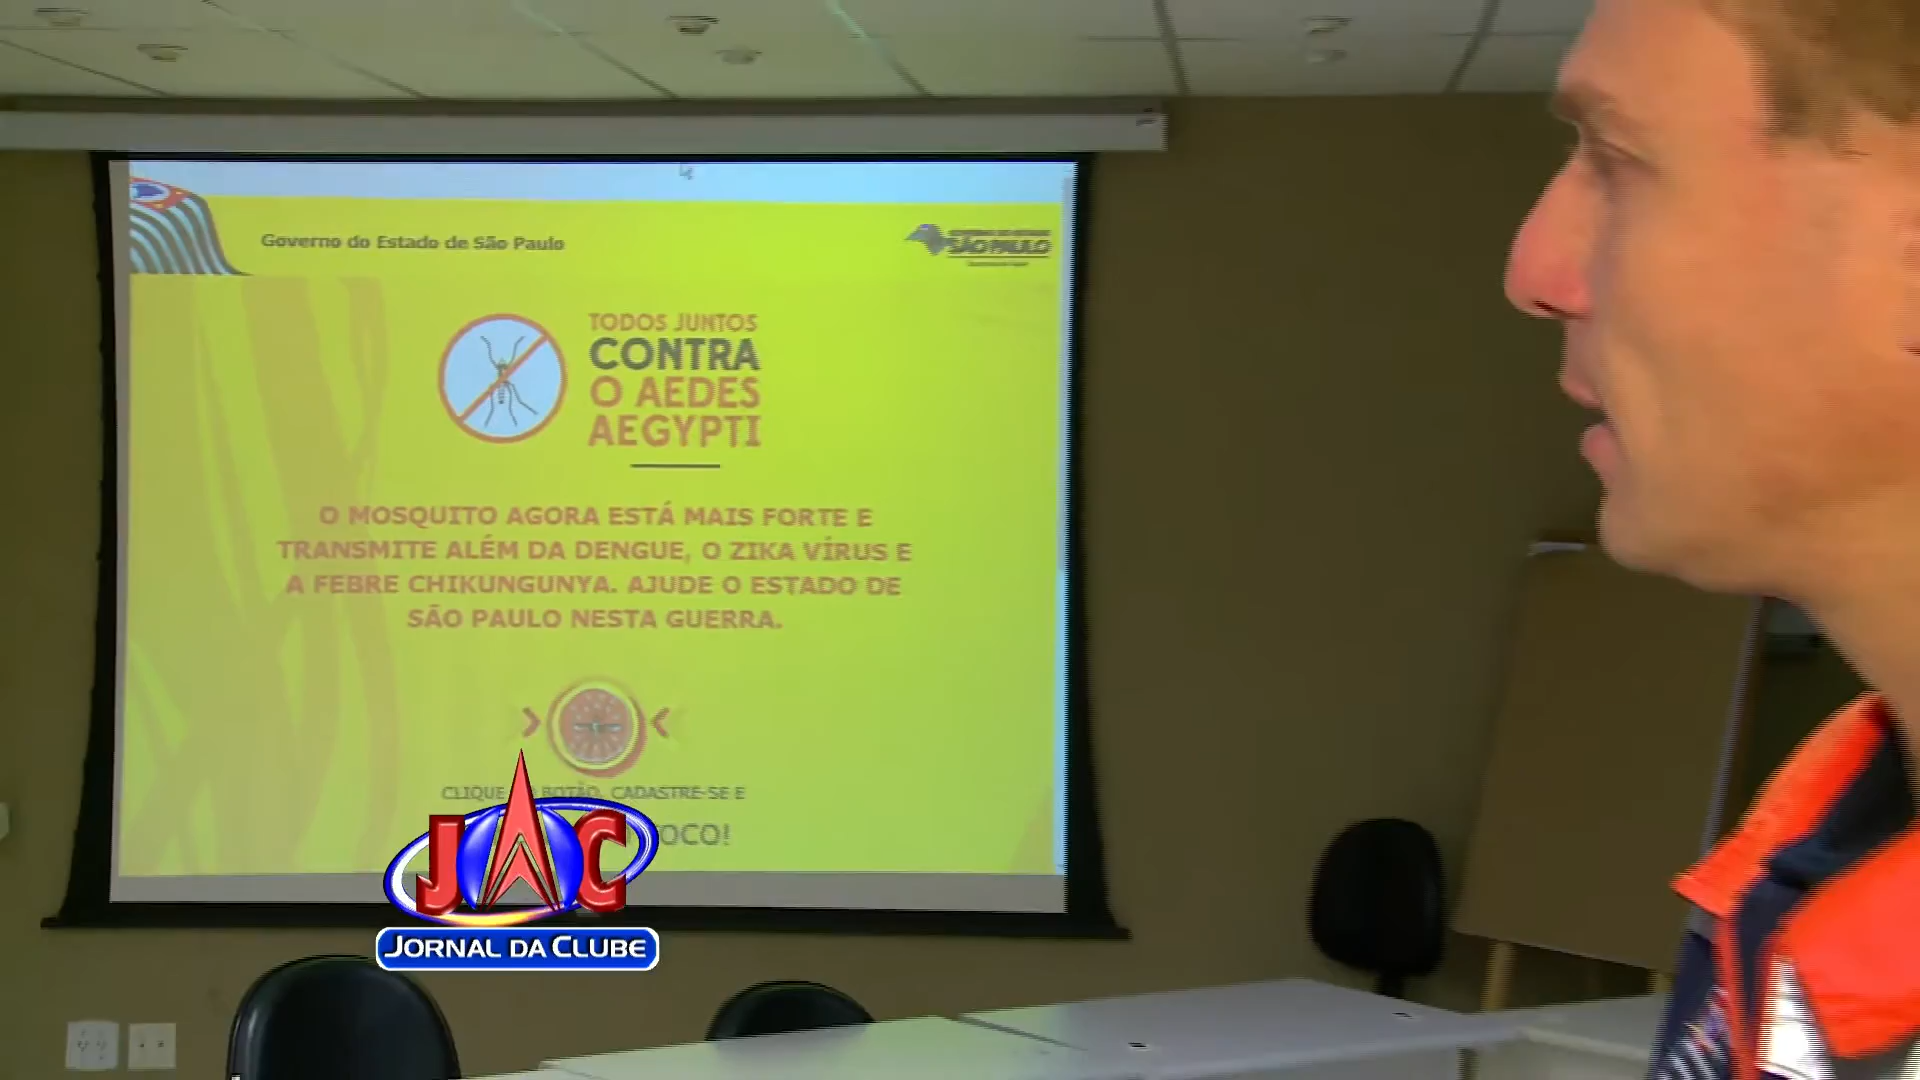 Governo do Estado de São Paulo
SÃO PAULO
TODOS JUNTOS
CONTRA
O AEDES
AEGYPTI
O MOSQUITO AGORA ESTÁ MAIS FORTE E
TRANSMITE ALÉM DA DENGUE, O ZIKA VÍRUS E
A FEBRE CHIKUNGUNYA. AJUDE O ESTADO DE
SÃO PAULO NESTA GUERRA.
CLIQUE BOTÃO, CADASTRE-SE E
OCO!
JAC
JORNAL DA CLUBE